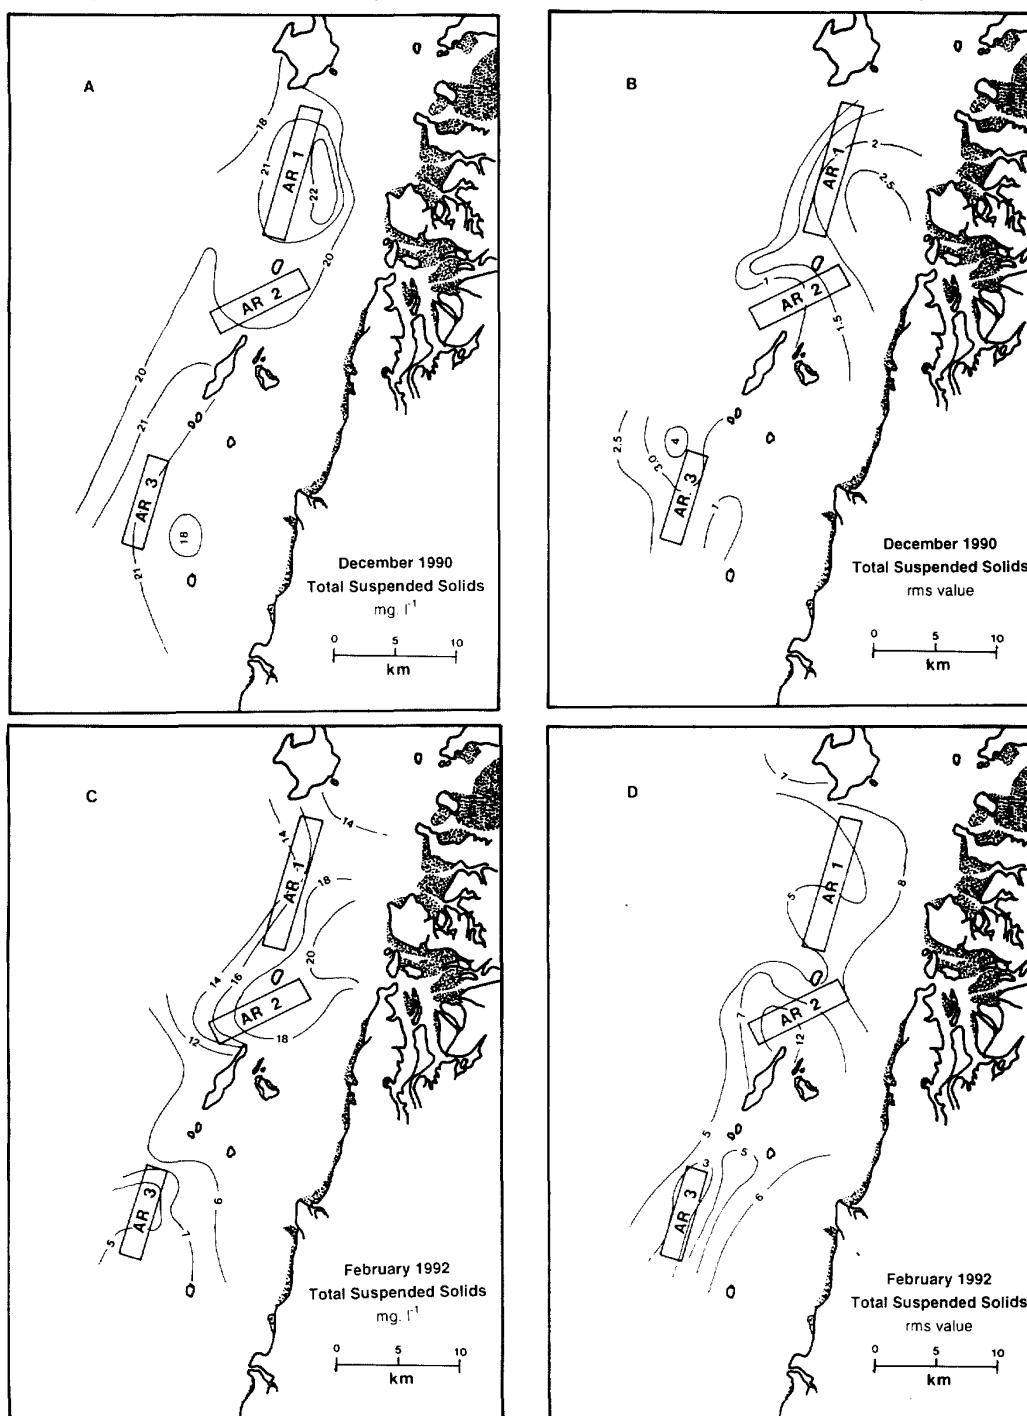 A
18
21
AR 1
22
20
AR 2
20
21
AR 3
18
21
December 1990
Total Suspended Solids
mg. l⁻¹
0 5 10
km
B
2
AR 1
2.5
1
AR 2
1.5
2.5
3.0
4
AR. 3
1
December 1990
Total Suspended Solids
rms value
0 5 10
km
C
14
14
AR 1
18
14
16
20
AR 2
12
18
AR 3
5
7
6
February 1992
Total Suspended Solids
mg. l⁻¹
0 5 10
km
D
7
AR 1
5
8
7
AR 2
12
5
3
5
AR 3
6
February 1992
Total Suspended Solids
rms value
0 5 10
km